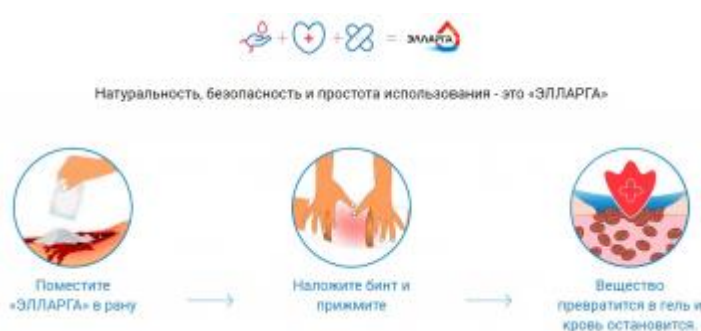 ЭЛЛАРГА
Натуральность, безопасность и простота использования - это «ЭЛЛАРГА»
Поместите
«ЭЛЛАРГА» в рану
Наложите бинт и
прижмите
Вещество
превратится в гель и
кровь остановится.